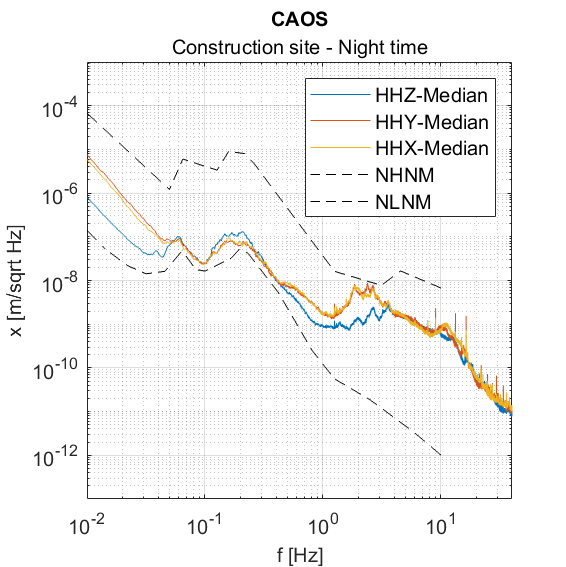 CAOS
Construction site - Night time
HHZ-Median
HHY-Median
HHX-Median
NHNM
NLNM
x [m/sqrt Hz]
10^-4
10^-6
10^-8
10^-10
10^-12
10^-2
10^-1
10^0
10^1
f [Hz]